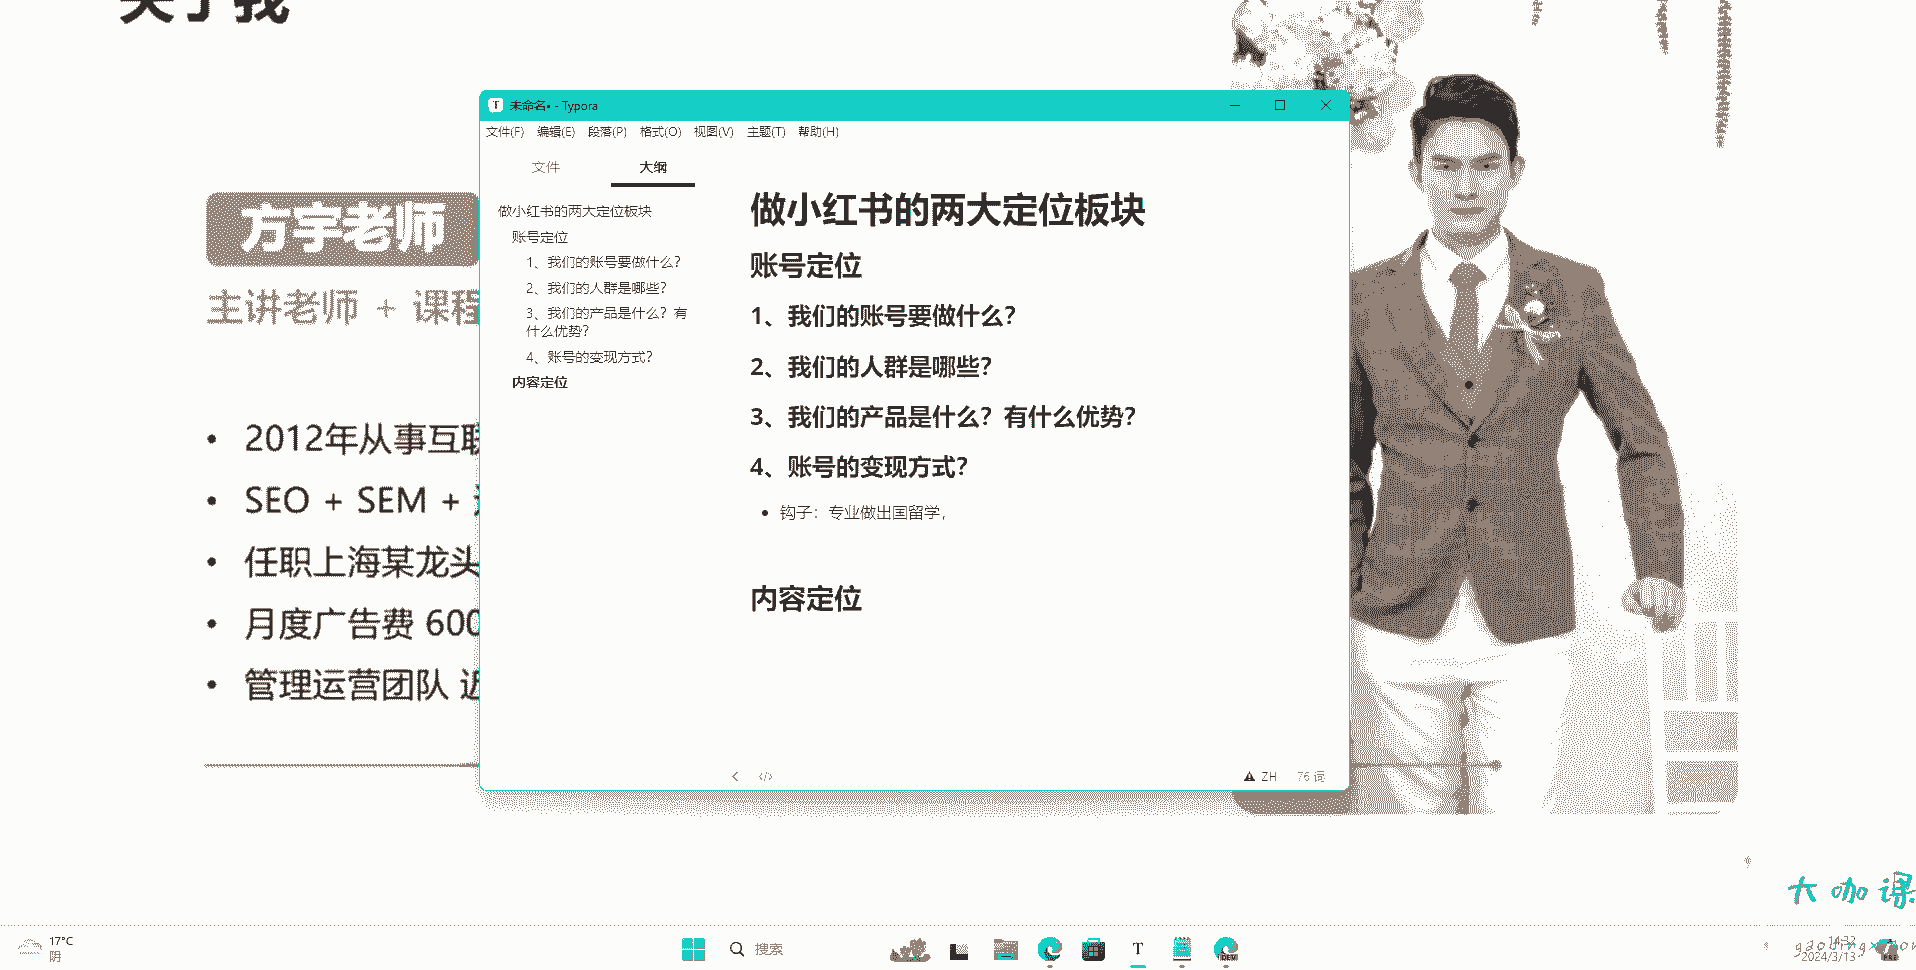 关于我
方宇老师
主讲老师 + 课程
2012年从事互联
SEO + SEM +
任职上海某龙头
月度广告费 600
管理运营团队 近
未命名• - Typora
文件(F) 编辑(E) 段落(P) 格式(O) 视图(V) 主题(T) 帮助(H)
文件 大纲
做小红书的两大定位板块
账号定位
1、我们的账号要做什么?
2、我们的人群是哪些?
3、我们的产品是什么？有
什么优势?
4、账号的变现方式?
内容定位
做小红书的两大定位板块
账号定位
1、我们的账号要做什么?
2、我们的人群是哪些?
3、我们的产品是什么？有什么优势?
4、账号的变现方式?
钩子：专业做出国留学，
内容定位
ZH 76 词
大咖课
17°C
阴
搜索
14:32
2024/3/13